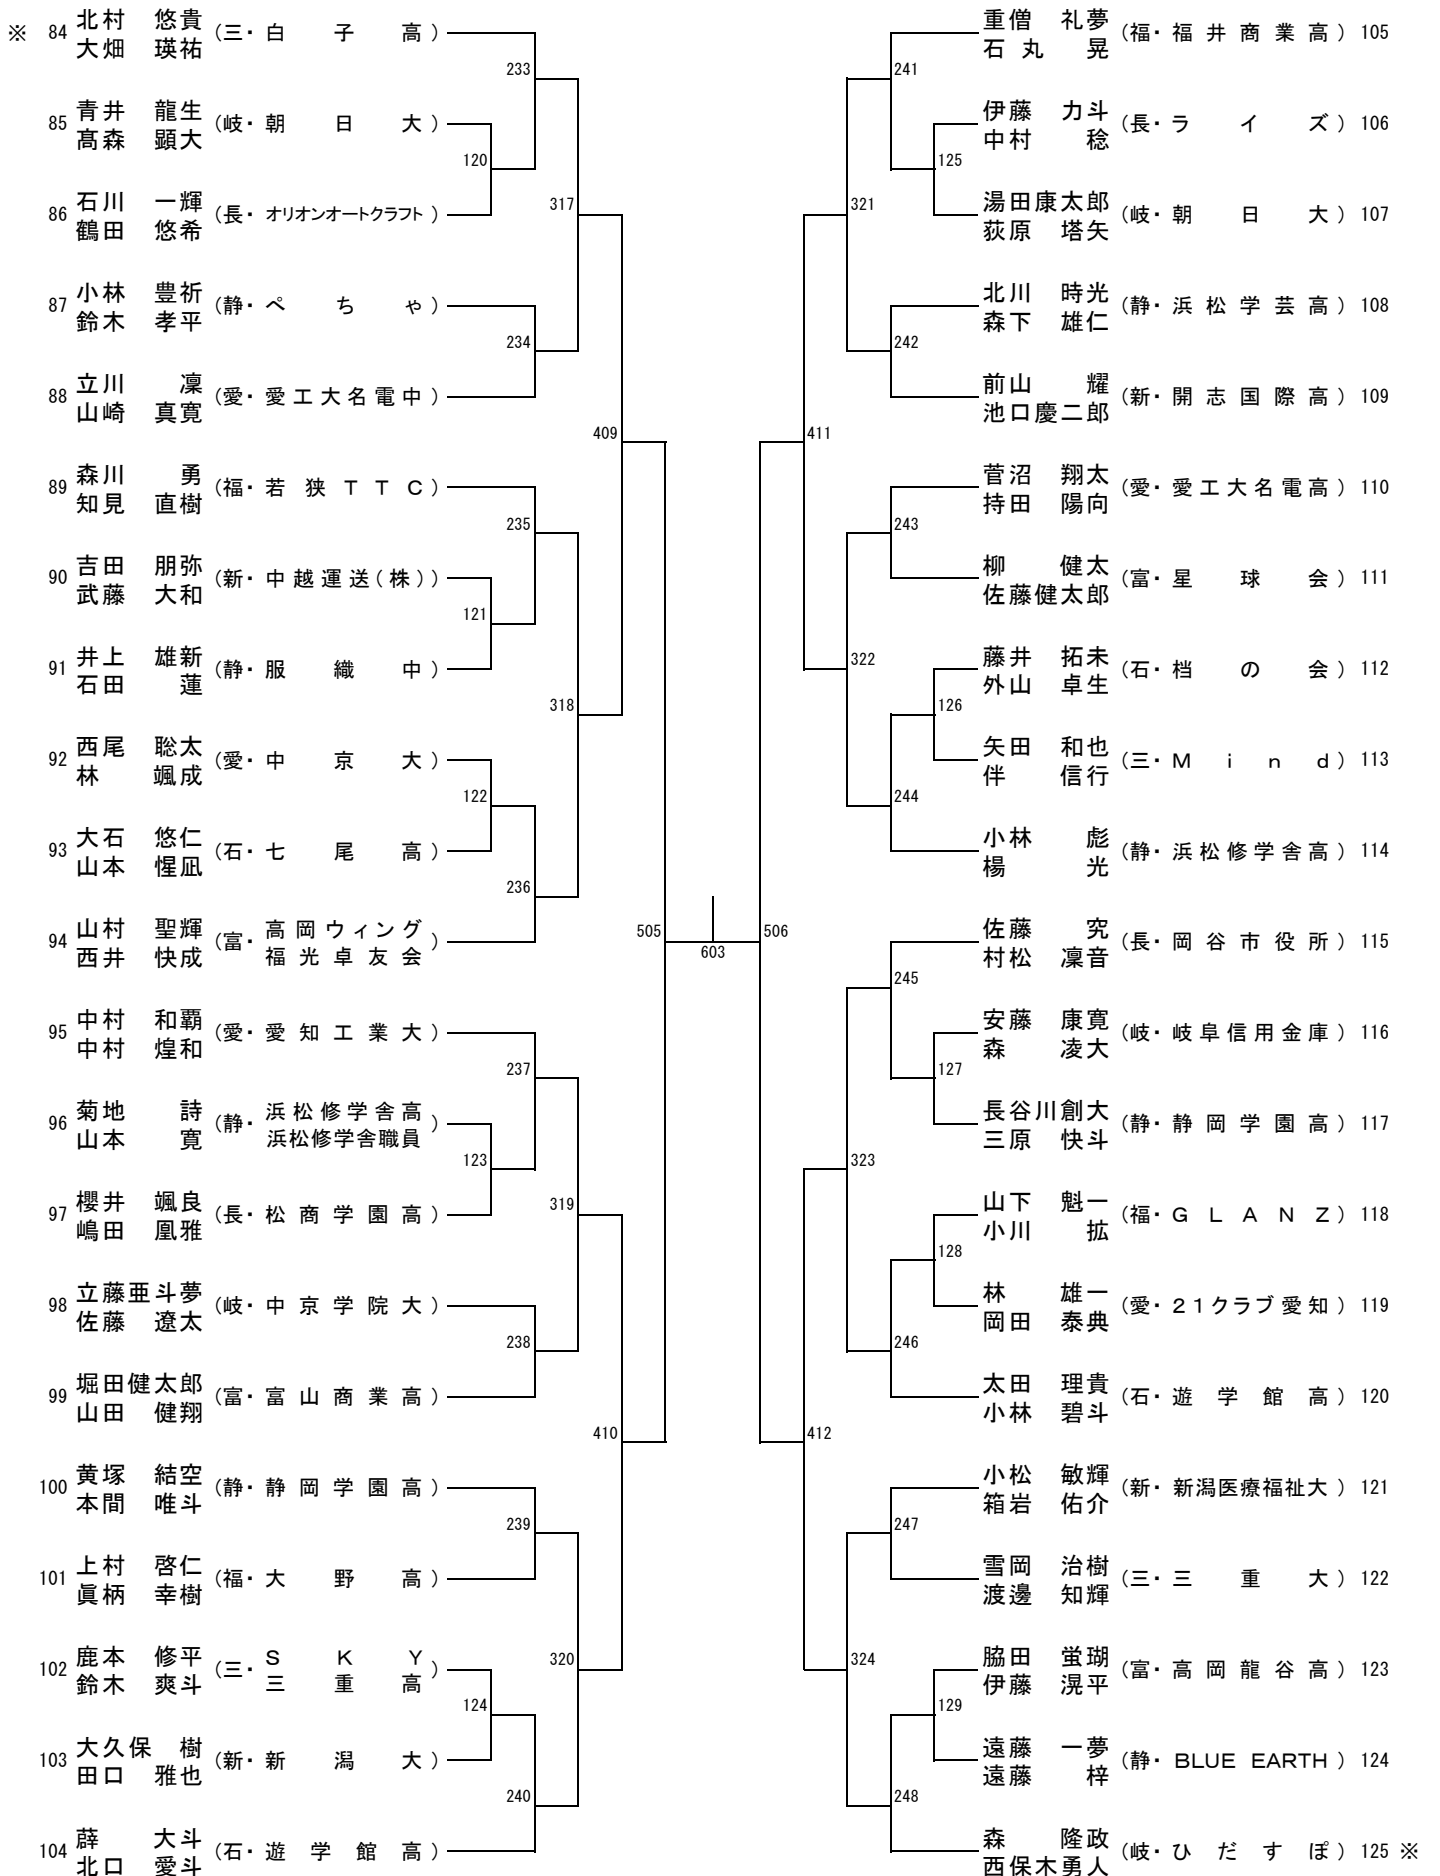 ※ 84 北村 悠貴 大畑 瑛祐 (三・白子高)
233
85 青井 龍生 髙森 顕大 (岐・朝日大)
120
86 石川 一輝 鶴田 悠希 (長・オリオンオートクラフト)
317
87 小林 豊祈 鈴木 孝平 (静・ぺちゃ)
234
88 立川 凜 山崎 真寛 (愛・愛工大名電中)
409
89 森川 勇 知見 直樹 (福・若狭TTC)
235
90 吉田 朋弥 武藤 大和 (新・中越運送(株))
121
91 井上 雄新 石田 蓮 (静・服織中)
318
92 西尾 聡太 林 颯成 (愛・中京大)
122
93 大石 悠仁 山本 惺凪 (石・七尾高)
236
94 山村 聖輝 西井 快成 (富・高岡ウィング 福光卓友会)
505
603
506
95 中村 和覇 中村 煌和 (愛・愛知工業大)
237
96 菊地 詩 山本 寛 (静・浜松修学舎高 浜松修学舎職員)
123
97 櫻井 颯良 嶋田 凰雅 (長・松商学園高)
319
98 立藤亜斗夢 佐藤 遼太 (岐・中京学院大)
238
99 堀田健太郎 山田 健翔 (富・富山商業高)
410
100 黄塚 結空 本間 唯斗 (静・静岡学園高)
239
101 上村 啓仁 眞柄 幸樹 (福・大野高)
102 鹿本 修平 鈴木 爽斗 (三・SKY 三重高)
320
124
103 大久保 樹 田口 雅也 (新・新潟大)
240
104 薜 大斗 北口 愛斗 (石・遊学館高)
重僧 礼夢 石丸 晃 (福・福井商業高) 105
241
伊藤 力斗 中村 稔 (長・ライズ) 106
125
湯田康太郎 荻原 塔矢 (岐・朝日大) 107
321
北川 時光 森下 雄仁 (静・浜松学芸高) 108
242
前山 耀 池口慶二郎 (新・開志国際高) 109
411
菅沼 翔太 持田 陽向 (愛・愛工大名電高) 110
243
柳 健太 佐藤健太郎 (富・星球会) 111
322
藤井 拓未 外山 卓生 (石・档の会) 112
126
矢田 和也 伴 信行 (三・Mind) 113
244
小林 彪 楊 光 (静・浜松修学舎高) 114
佐藤 究 村松 凜音 (長・岡谷市役所) 115
245
安藤 康寛 森 凌大 (岐・岐阜信用金庫) 116
127
長谷川創大 三原 快斗 (静・静岡学園高) 117
323
山下 魁一 小川 拡 (福・GLANZ) 118
128
林 雄一 岡田 泰典 (愛・21クラブ愛知) 119
246
太田 理貴 小林 碧斗 (石・遊学館高) 120
412
小松 敏輝 箱岩 佑介 (新・新潟医療福祉大) 121
247
雪岡 治樹 渡邊 知輝 (三・三重大) 122
324
脇田 蛍瑚 伊藤 滉平 (富・高岡龍谷高) 123
129
遠藤 一夢 遠藤 梓 (静・BLUE EARTH) 124
248
森 隆政 西保木勇人 (岐・ひだすぽ) 125 ※